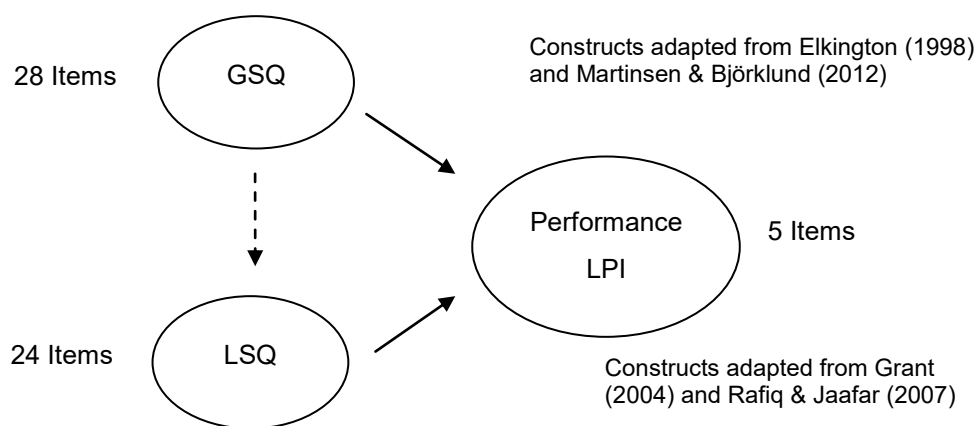 28 Items
GSQ
Constructs adapted from Elkington (1998)
and Martinsen & Björklund (2012)
Performance
LPI
5 Items
24 Items
LSQ
Constructs adapted from Grant
(2004) and Rafiq & Jaafar (2007)